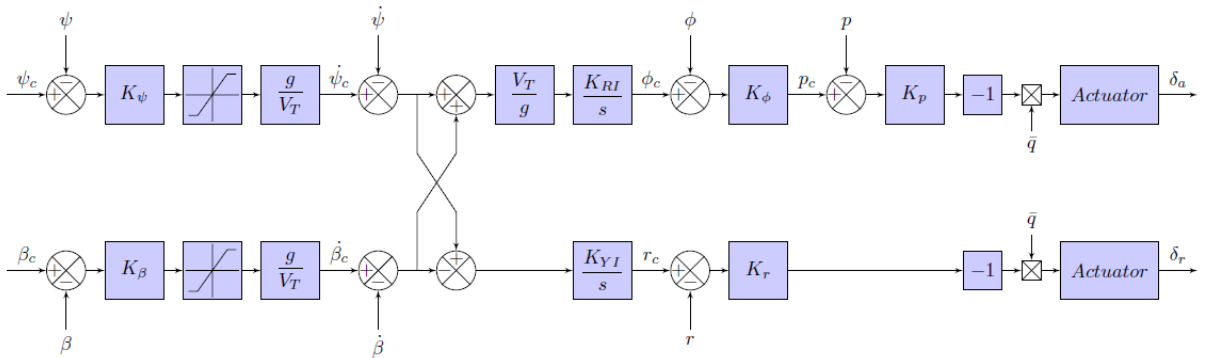 ψ ψ̇ ϕ p
ψ_c + − K_ψ g/V_T ψ̇_c + − + + V_T/g K_RI/s ϕ_c + − K_ϕ p_c + − K_p −1 q̄ Actuator δ_a
β_c + − K_β g/V_T β̇_c + − + − K_YI/s r_c + − K_r −1 q̄ Actuator δ_r
β β̇ r